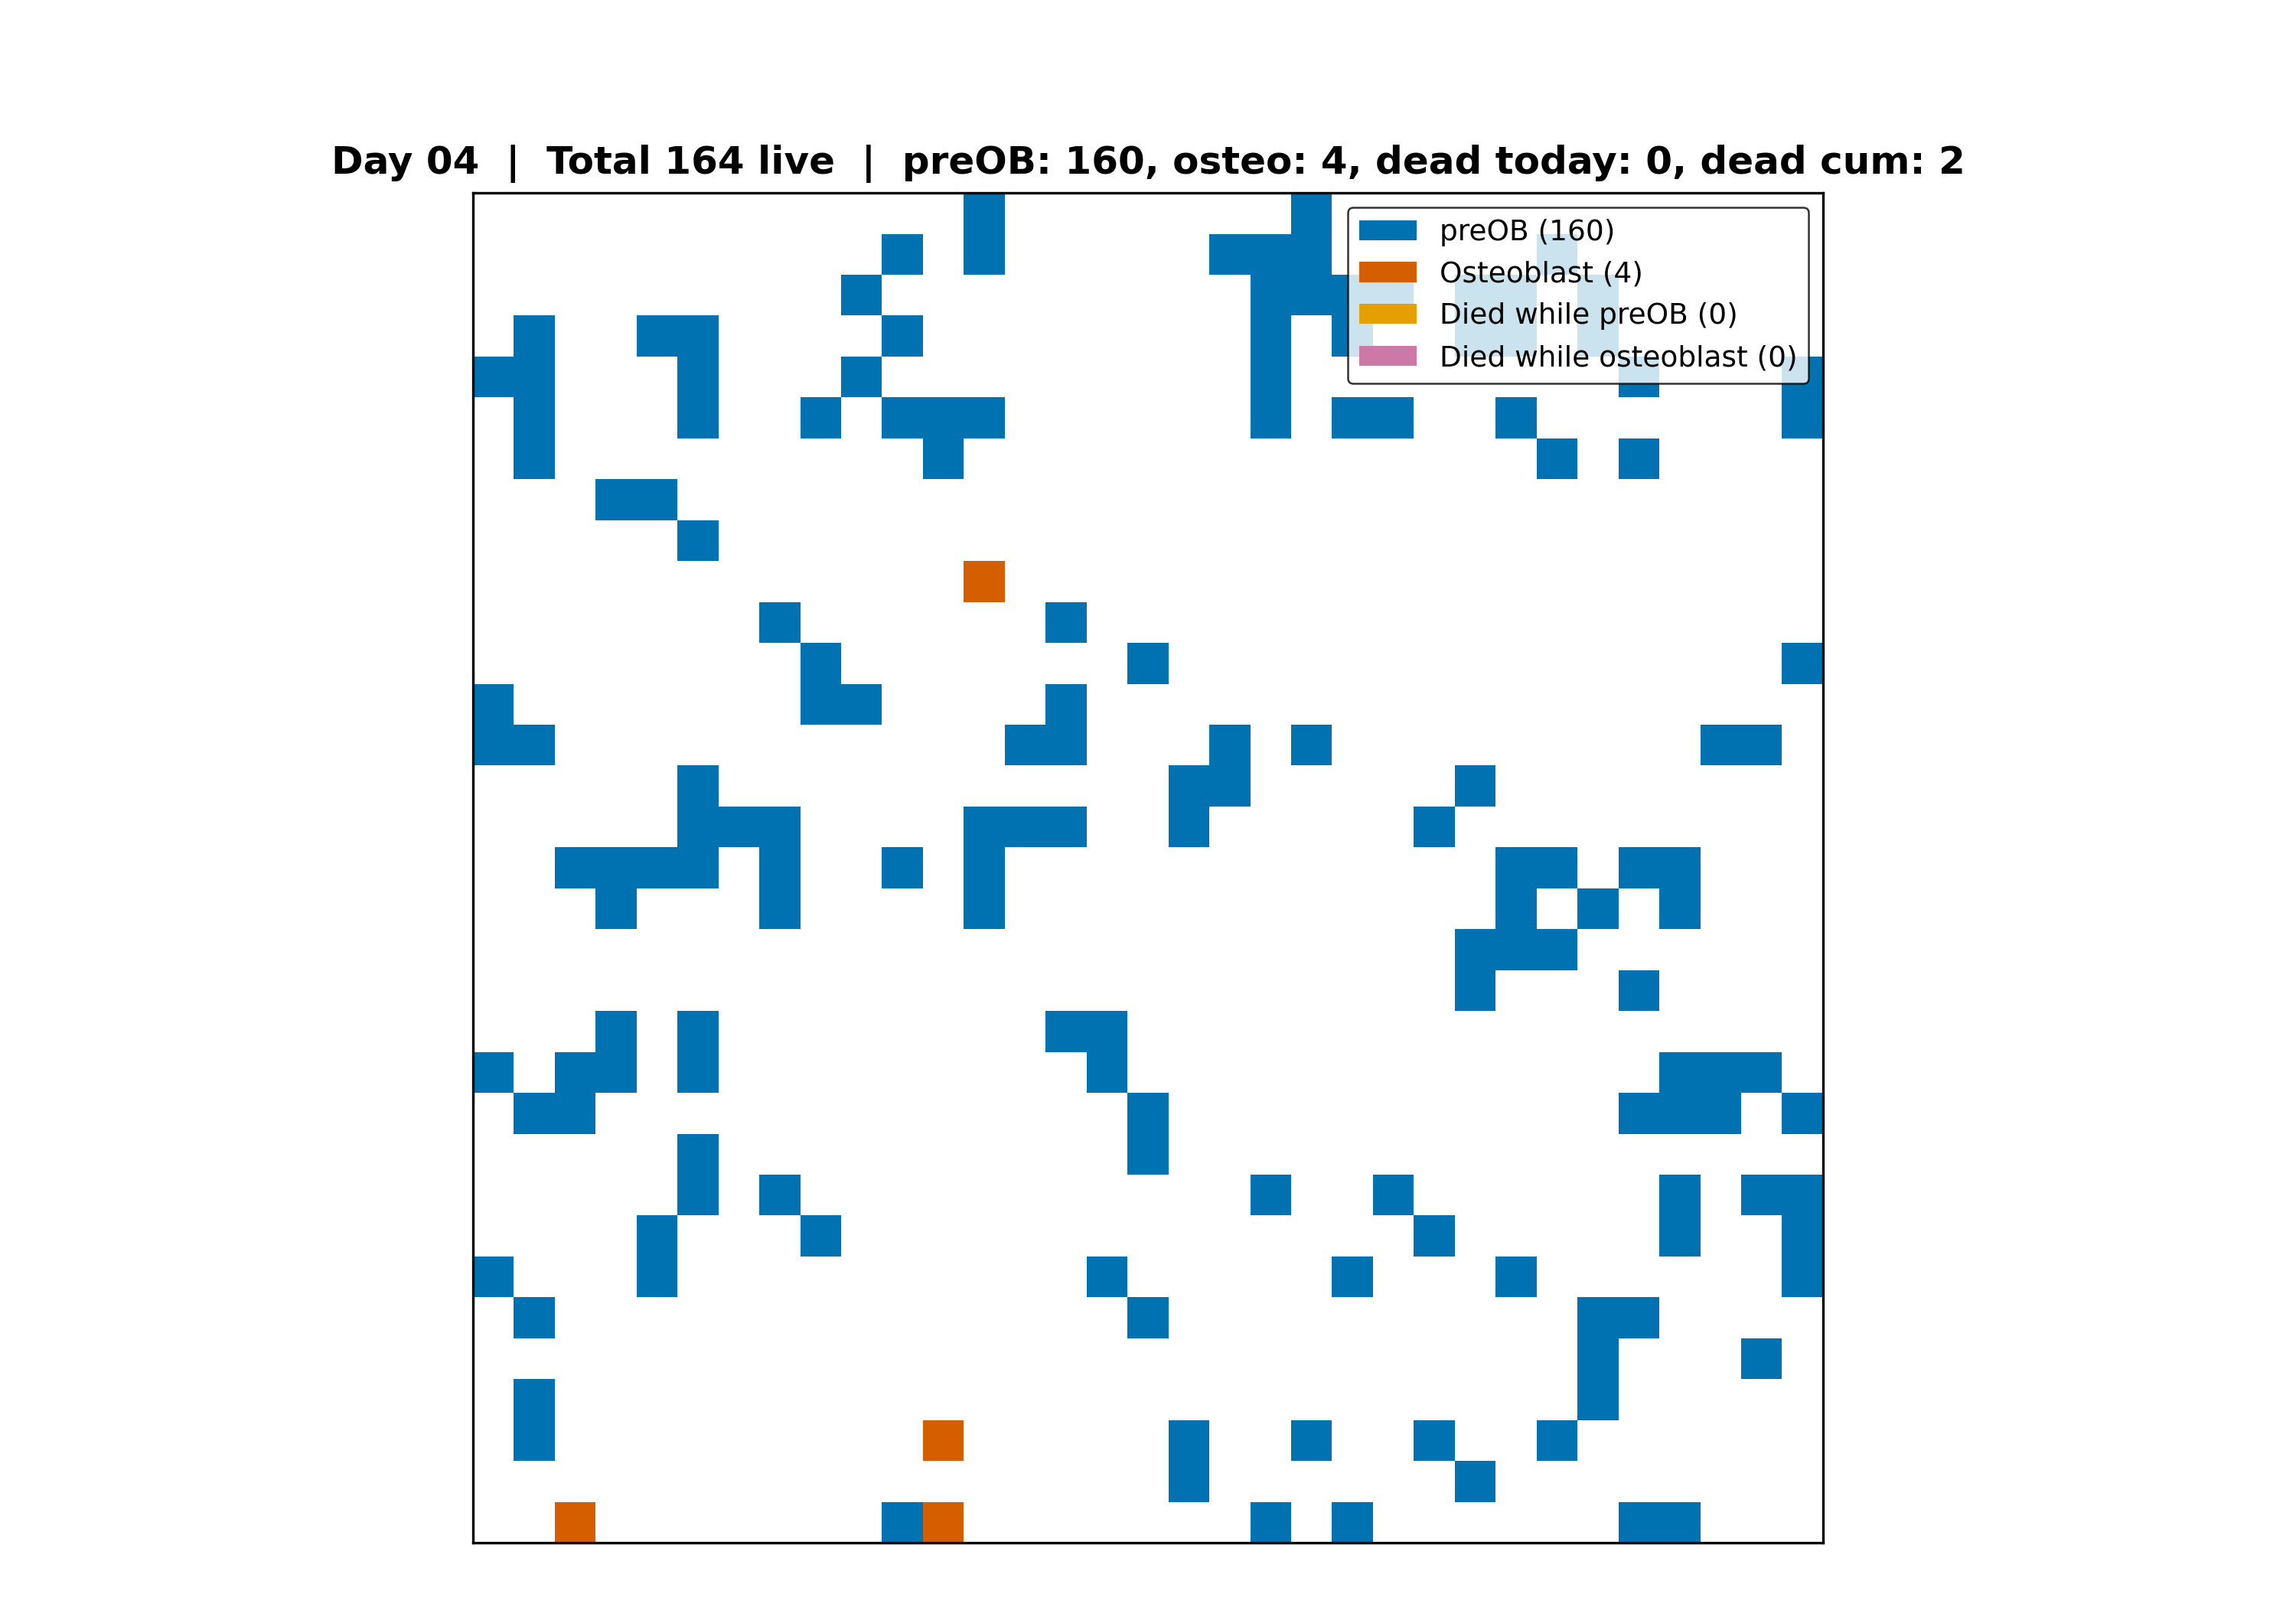 Day 04 | Total 164 live | preOB: 160, osteo: 4, dead today: 0, dead cum: 2
preOB (160)
Osteoblast (4)
Died while preOB (0)
Died while osteoblast (0)